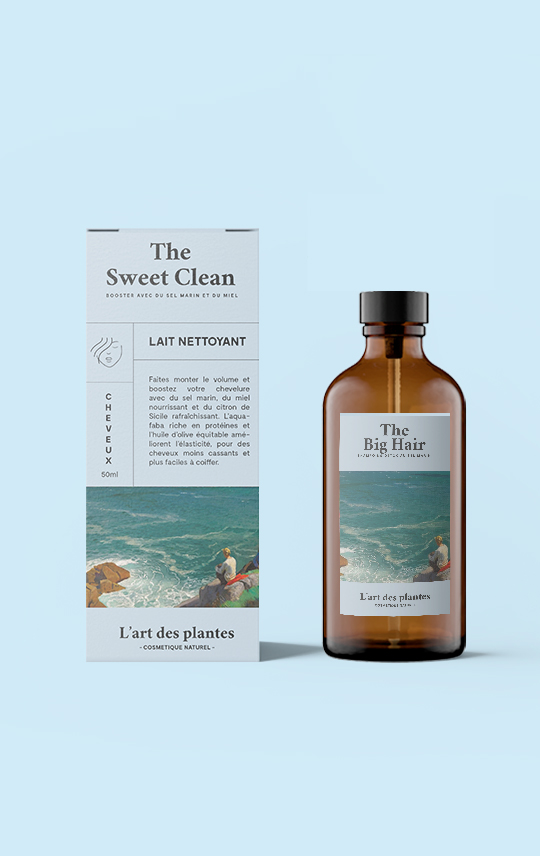 The
Sweet Clean
BOOSTER AVEC DU SEL MARIN ET DU MIEL
LAIT NETTOYANT
Faites monter le volume et
boostez votre chevelure
avec du sel marin, du miel
nourrissant et du citron de
Sicile rafraîchissant. L'aqua-
faba riche en protéines et
l'huile d'olive équitable amé-
liorent l'élasticité, pour des
cheveux moins cassants et
plus faciles à coiffer.
CHEVEUX
50ml
L'art des plantes
- COSMETIQUE NATUREL -
The
Big Hair
L'art des plantes